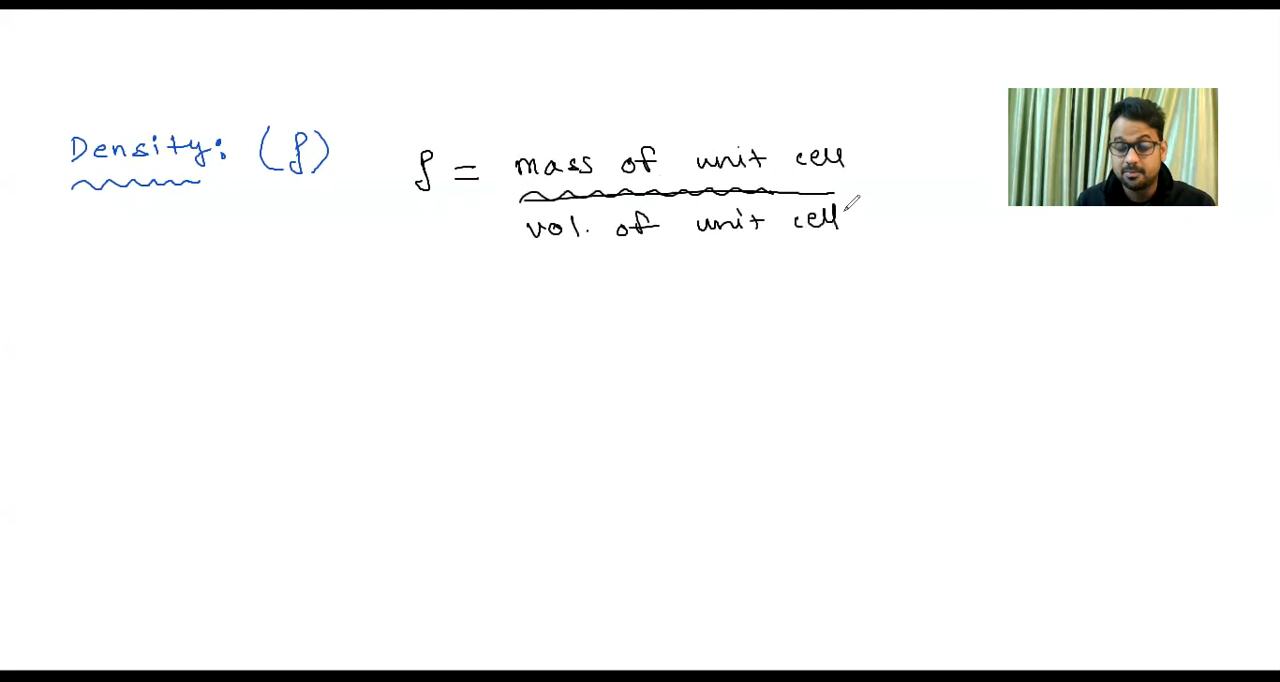 Density: (ρ)
ρ = mass of unit cell
vol. of unit cell